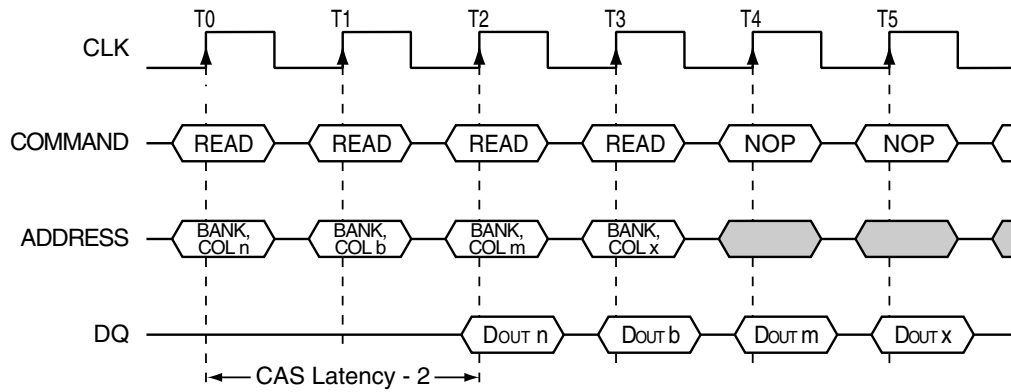 T0 T1 T2 T3 T4 T5
CLK
COMMAND READ READ READ READ NOP NOP
ADDRESS
BANK, COL n
BANK, COL b
BANK, COL m
BANK, COL x
DQ DOUT n DOUT b DOUT m DOUT x
CAS Latency - 2